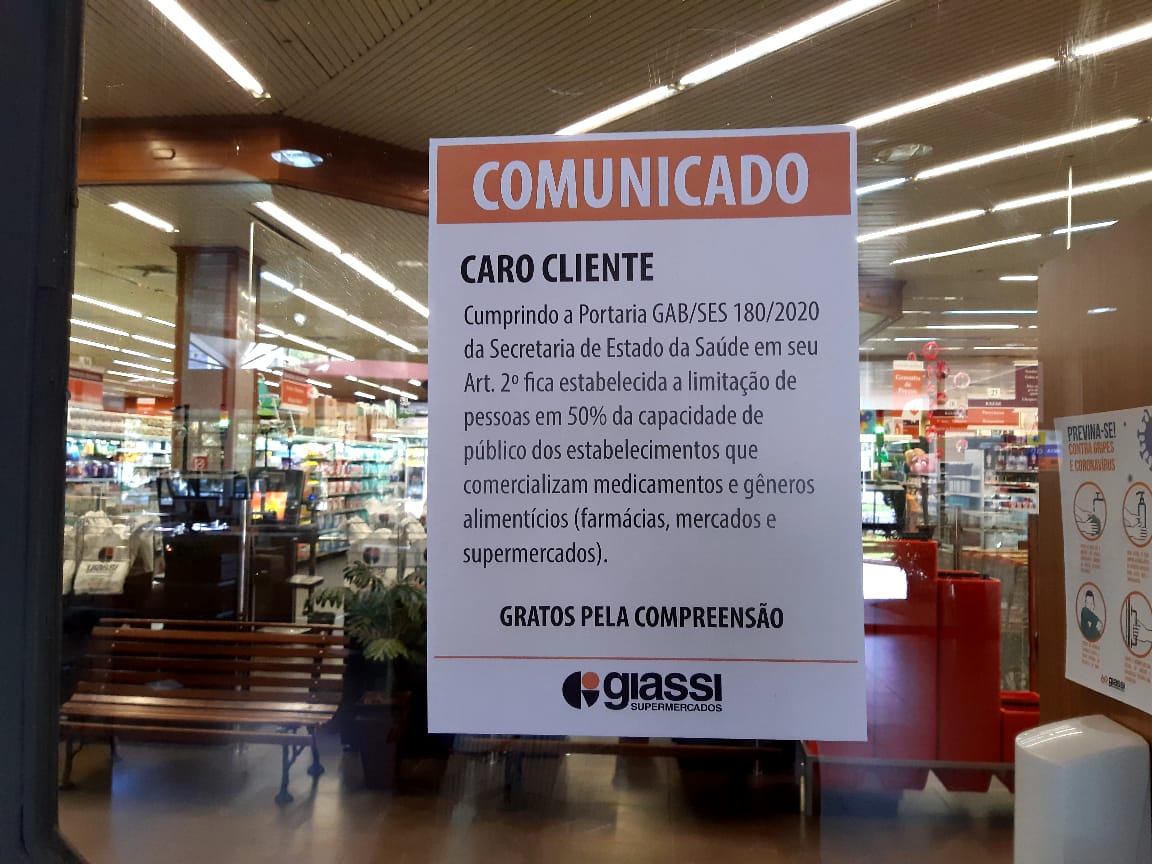 COMUNICADO
CARO CLIENTE
Cumprindo a Portaria GAB/SES 180/2020
da Secretaria de Estado da Saúde em seu
Art. 2º fica estabelecida a limitação de
pessoas em 50% da capacidade de
público dos estabelecimentos que
comercializam medicamentos e gêneros
alimentícios (farmácias, mercados e
supermercados).
GRATOS PELA COMPREENSÃO
giassi
SUPERMERCADOS
PREVINA-SE!
CONTRA GRIPES
E CORONAVÍRUS
giassi
giassi